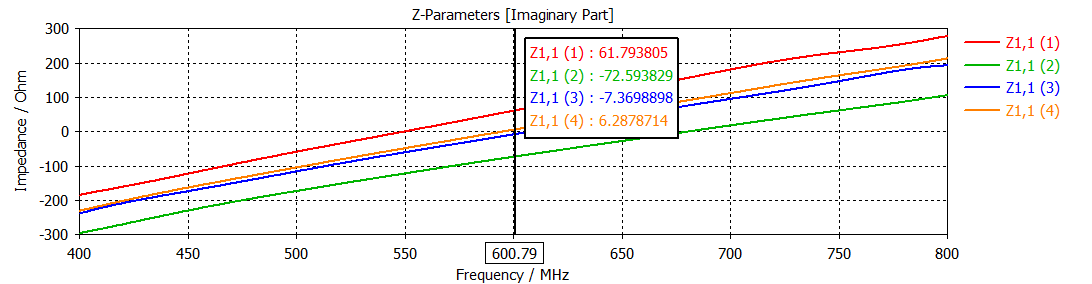 Z-Parameters [Imaginary Part]
300
200
100
0
-100
-200
-300
Impedance / Ohm
Z1,1 (1) : 61.793805
Z1,1 (2) : -72.593829
Z1,1 (3) : -7.3698898
Z1,1 (4) : 6.2878714
Z1,1 (1)
Z1,1 (2)
Z1,1 (3)
Z1,1 (4)
400 450 500 550 600.79 650 700 750 800
Frequency / MHz